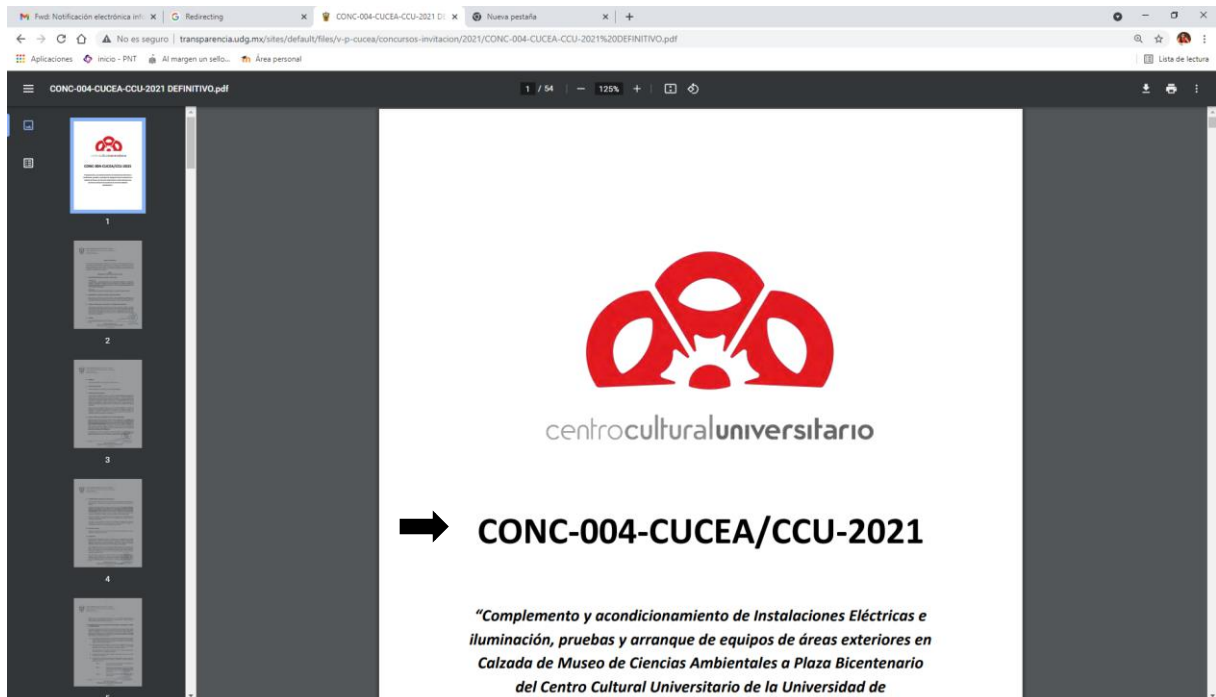 Fwd: Notificación electrónica inf
Redirecting
CONC-004-CUCEA-CCU-2021 DE
Nueva pestaña
No es seguro | transparencia.udg.mx/sites/default/files/v-p-cucea/concursos-invitacion/2021/CONC-004-CUCEA-CCU-2021%20DEFINITIVO.pdf
Aplicaciones
inicio - PNT
Al margen un sello...
Área personal
Lista de lectura
CONC-004-CUCEA-CCU-2021 DEFINITIVO.pdf
1 / 54
125%
1
2
3
4
centroculturaluniversitario
CONC-004-CUCEA/CCU-2021
“Complemento y acondicionamiento de Instalaciones Eléctricas e
iluminación, pruebas y arranque de equipos de áreas exteriores en
Calzada de Museo de Ciencias Ambientales a Plaza Bicentenario
del Centro Cultural Universitario de la Universidad de